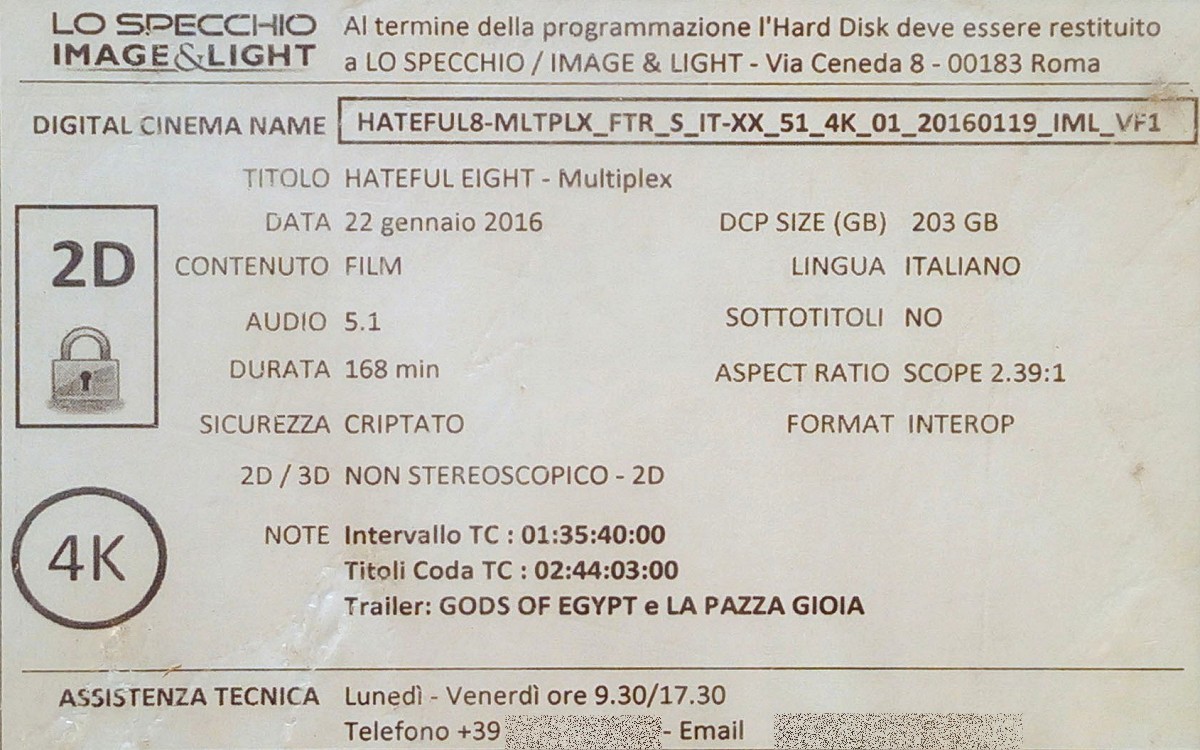 LO SPECCHIO
IMAGE&LIGHT
Al termine della programmazione l'Hard Disk deve essere restituito
a LO SPECCHIO / IMAGE & LIGHT - Via Ceneda 8 - 00183 Roma
DIGITAL CINEMA NAME HATEFUL8-MLTPLX_FTR_S_IT-XX_51_4K_01_20160119_IML_VF1
TITOLO HATEFUL EIGHT - Multiplex
DATA 22 gennaio 2016 DCP SIZE (GB) 203 GB
2D
CONTENUTO FILM LINGUA ITALIANO
AUDIO 5.1 SOTTOTITOLI NO
DURATA 168 min ASPECT RATIO SCOPE 2.39:1
SICUREZZA CRIPTATO FORMAT INTEROP
2D / 3D NON STEREOSCOPICO - 2D
4K
NOTE Intervallo TC : 01:35:40:00
Titoli Coda TC : 02:44:03:00
Trailer: GODS OF EGYPT e LA PAZZA GIOIA
ASSISTENZA TECNICA Lunedì - Venerdì ore 9.30/17.30
Telefono +39 - Email